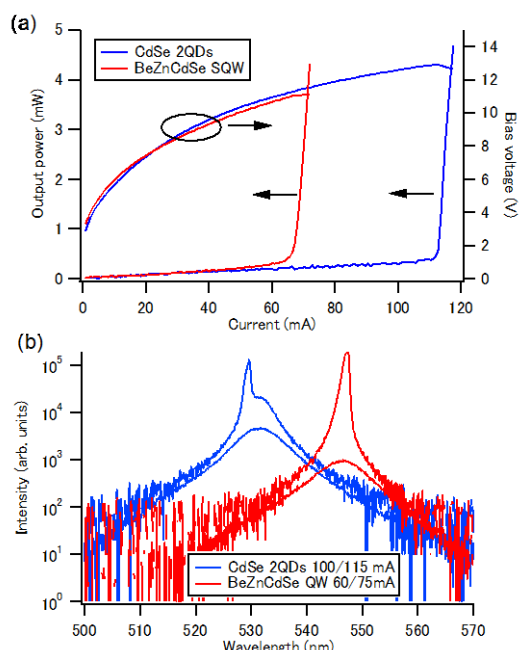 (a)
5
4
3
2
1
0
Output power (mW)
CdSe 2QDs
BeZnCdSe SQW
14
12
10
8
6
4
2
0
Bias voltage (V)
0 20 40 60 80 100 120
Current (mA)
(b)
10^5
10^4
10^3
10^2
10^1
10^0
Intensity (arb. units)
CdSe 2QDs 100/115 mA
BeZnCdSe QW 60/75mA
500 510 520 530 540 550 560 570
Wavelength (nm)